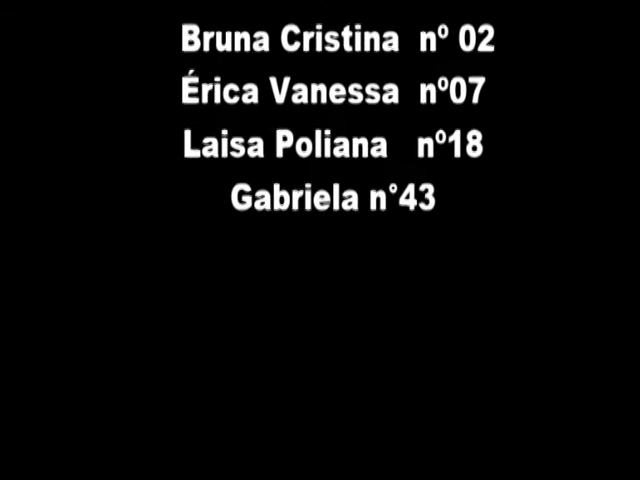 Bruna Cristina nº 02
Érica Vanessa nº07
Laisa Poliana nº18
Gabriela n°43